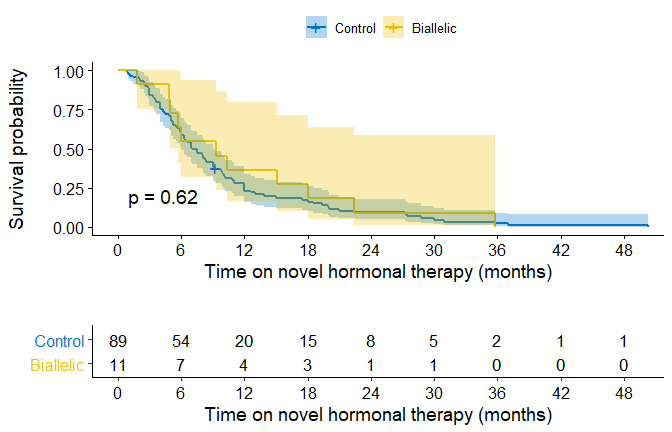 Control Biallelic
Survival probability
1.00
0.75
0.50
0.25
0.00
p = 0.62
0 6 12 18 24 30 36 42 48
Time on novel hormonal therapy (months)
Control 89 54 20 15 8 5 2 1 1
Biallelic 11 7 4 3 1 1 0 0 0
0 6 12 18 24 30 36 42 48
Time on novel hormonal therapy (months)